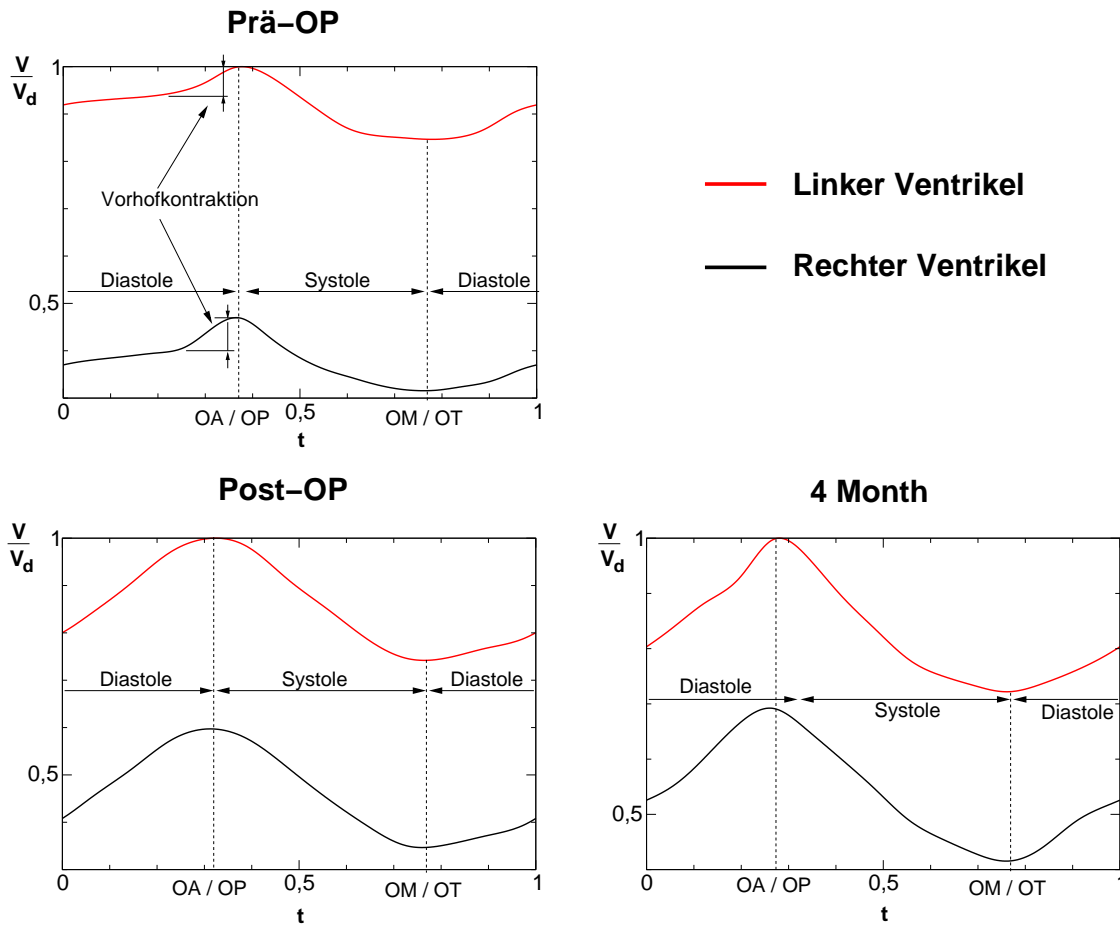 Prä–OP
V
V_d
1
Vorhofkontraktion
Diastole
Systole
Diastole
0,5
0
OA / OP
0,5
OM / OT
1
t
Linker Ventrikel
Rechter Ventrikel
Post–OP
V
V_d
1
Diastole
Systole
Diastole
0,5
0
OA / OP
0,5
OM / OT
1
t
4 Month
V
V_d
1
Diastole
Systole
Diastole
0,5
0
OA / OP
0,5
OM / OT
1
t